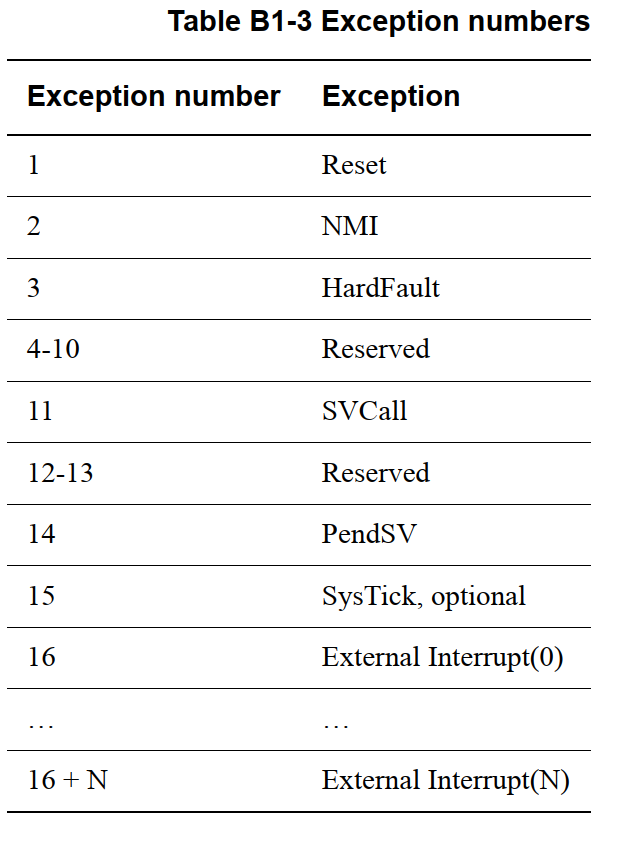 Table B1-3 Exception numbers
Exception number Exception
1 Reset
2 NMI
3 HardFault
4-10 Reserved
11 SVCall
12-13 Reserved
14 PendSV
15 SysTick, optional
16 External Interrupt(0)
… …
16 + N External Interrupt(N)